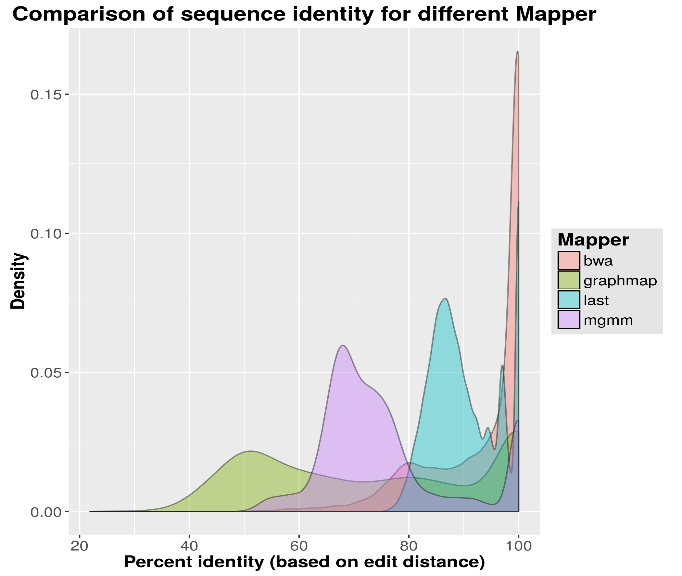 Comparison of sequence identity for different Mapper
0.15
0.10
0.05
0.00
Density
20 40 60 80 100
Percent identity (based on edit distance)
Mapper
bwa
graphmap
last
mgmm